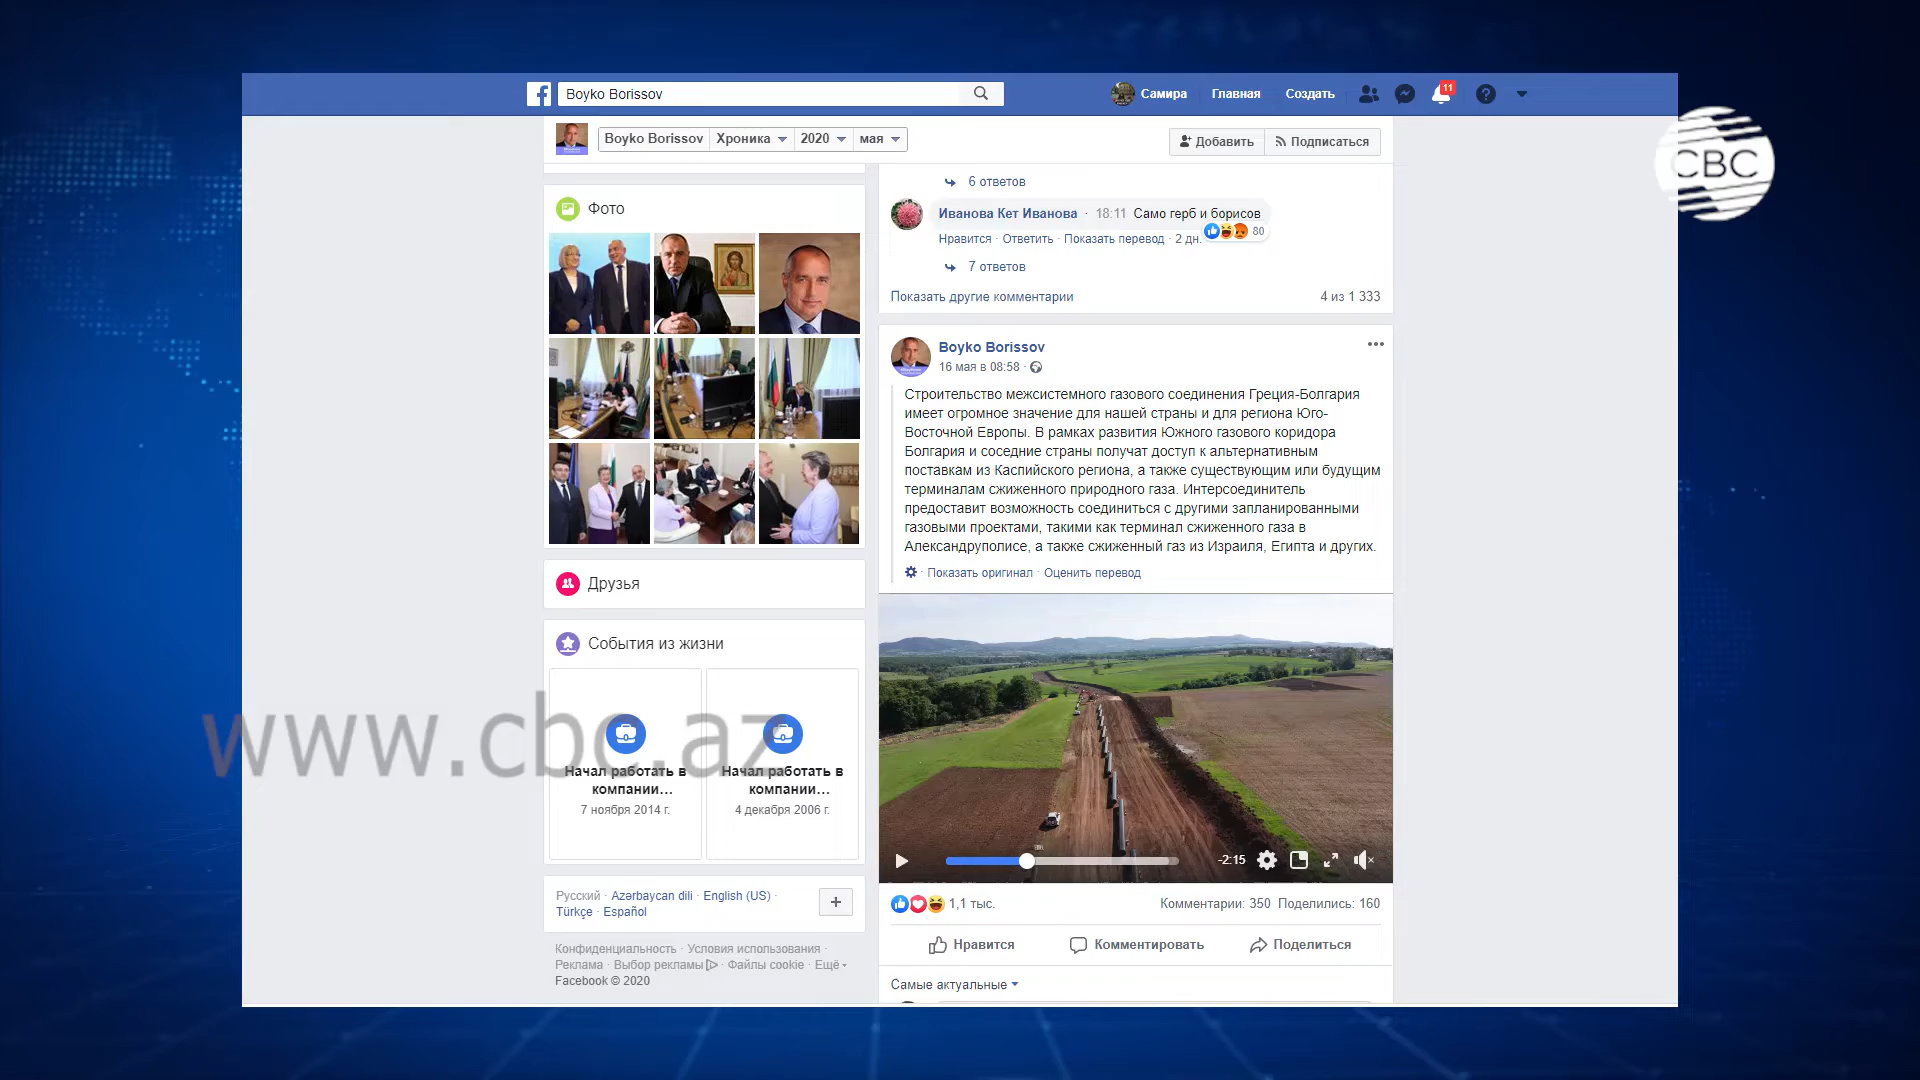 Boyko Borissov
Самира
Главная
Создать
11
CBC
Boyko Borissov
Хроника
2020
мая
Добавить
Подписаться
6 ответов
Иванова Кет Иванова · 18:11 Само герб и борисов
Нравится · Ответить · Показать перевод · 2 дн.
80
7 ответов
Показать другие комментарии
4 из 1 333
Фото
Boyko Borissov
16 мая в 08:58 ·
Строительство межсистемного газового соединения Греция-Болгария
имеет огромное значение для нашей страны и для региона Юго-
Восточной Европы. В рамках развития Южного газового коридора
Болгария и соседние страны получат доступ к альтернативным
поставкам из Каспийского региона, а также существующим или будущим
терминалам сжиженного природного газа. Интерсоединитель
предоставит возможность соединиться с другими запланированными
газовыми проектами, такими как терминал сжиженного газа в
Александруполисе, а также сжиженный газ из Израиля, Египта и других.
· Показать оригинал · Оценить перевод
-2:15
1,1 тыс.
Комментарии: 350 Поделились: 160
Нравится
Комментировать
Поделиться
Самые актуальные
Друзья
События из жизни
Начал работать в
компании...
7 ноября 2014 г.
Начал работать в
компании...
4 декабря 2006 г.
www.cbc.az
Русский · Azərbaycan dili · English (US) ·
Türkçe · Español
Конфиденциальность · Условия использования ·
Реклама · Выбор рекламы · Файлы cookie · Ещё
Facebook © 2020